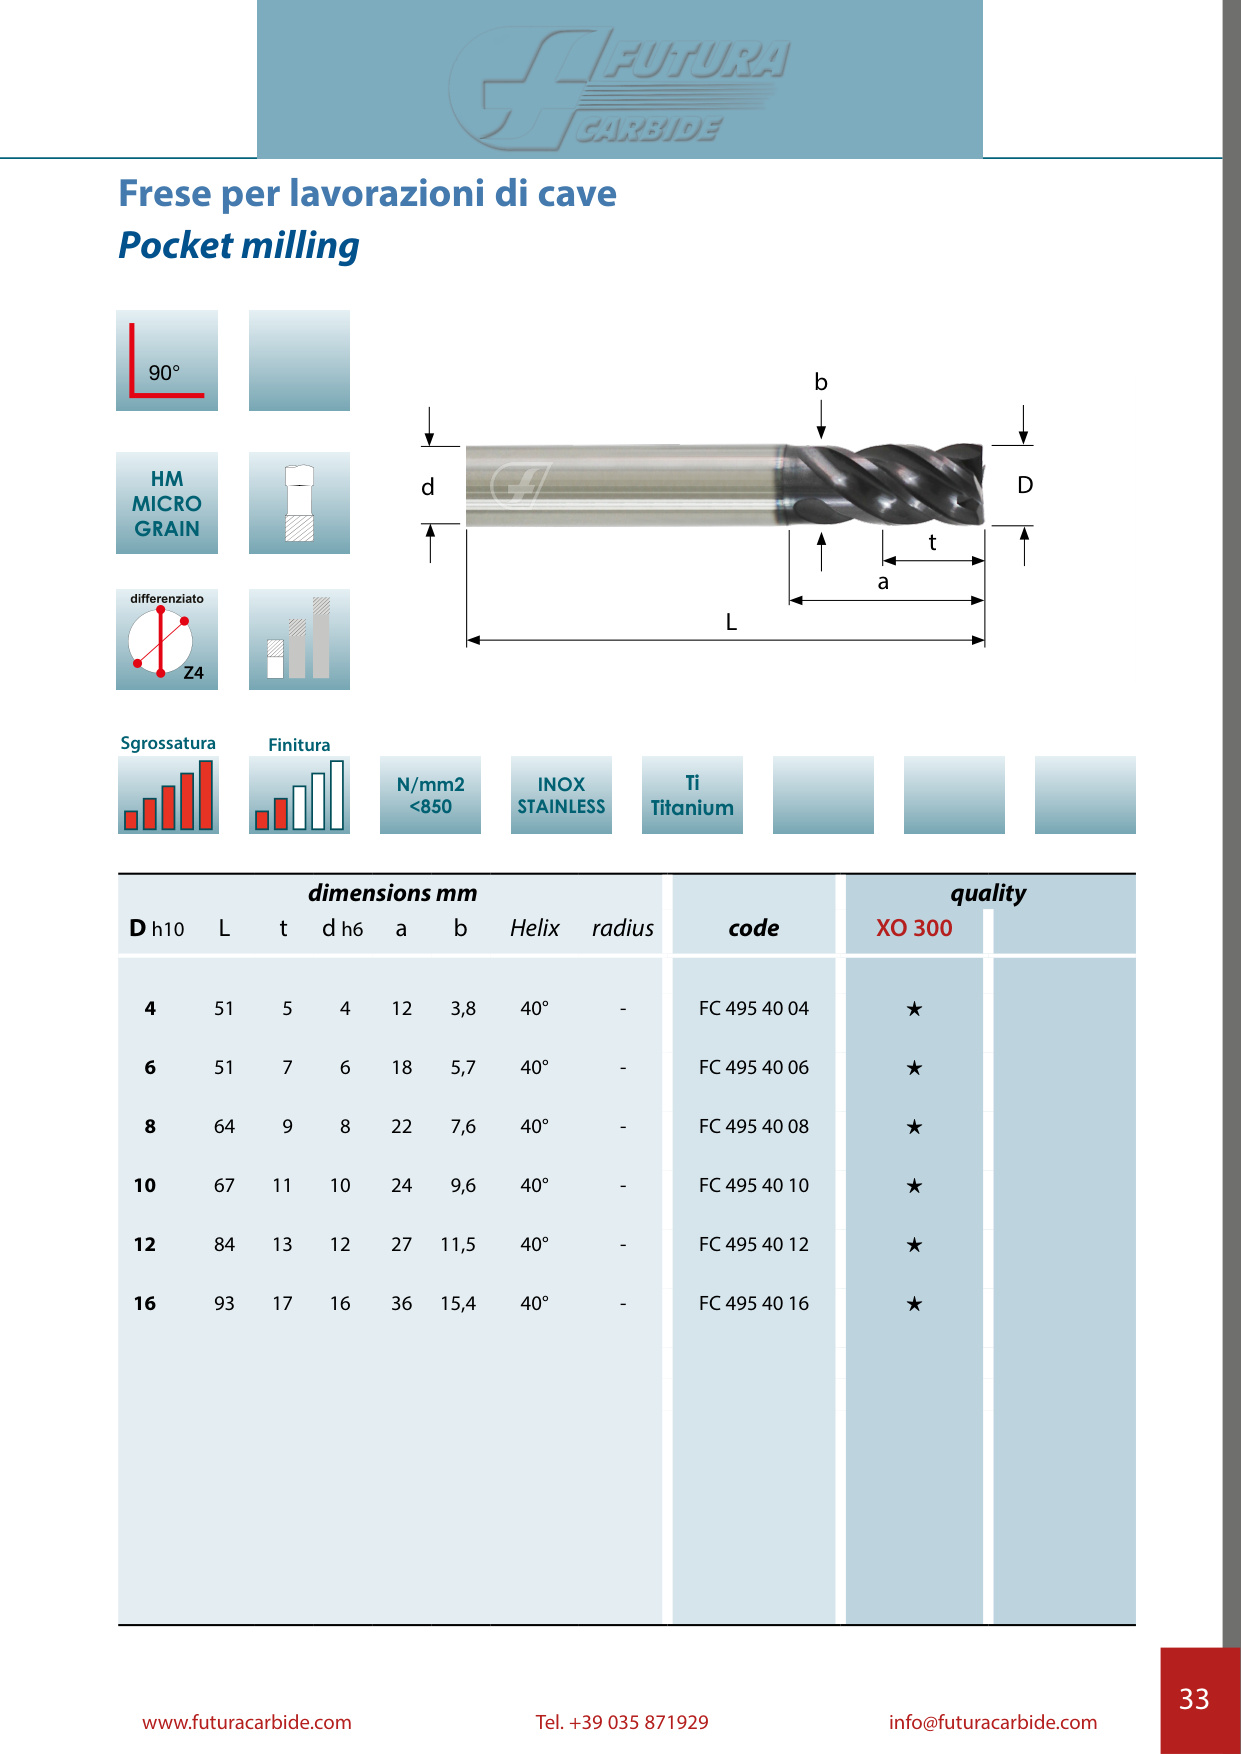 FUTURA
CARBIDE
Frese per lavorazioni di cave
Pocket milling
90°
HM
MICRO
GRAIN
differenziato
Z4
b
d
D
t
a
L
Sgrossatura
Finitura
N/mm2
<850
INOX
STAINLESS
Ti
Titanium
dimensions mm quality
D h10 L t d h6 a b Helix radius code XO 300
4 51 5 4 12 3,8 40° - FC 495 40 04 ★
6 51 7 6 18 5,7 40° - FC 495 40 06 ★
8 64 9 8 22 7,6 40° - FC 495 40 08 ★
10 67 11 10 24 9,6 40° - FC 495 40 10 ★
12 84 13 12 27 11,5 40° - FC 495 40 12 ★
16 93 17 16 36 15,4 40° - FC 495 40 16 ★
33
www.futuracarbide.com Tel. +39 035 871929 info@futuracarbide.com